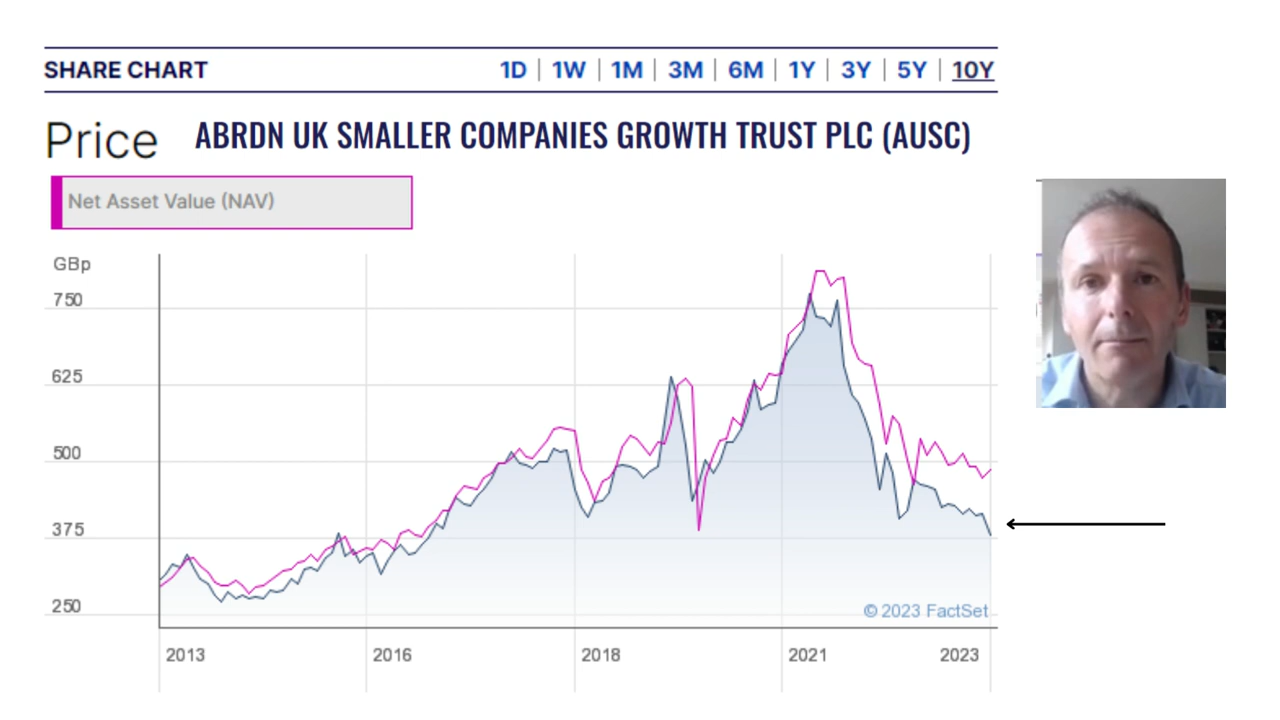 SHARE CHART 1D | 1W | 1M | 3M | 6M | 1Y | 3Y | 5Y | 10Y
Price ABRDN UK SMALLER COMPANIES GROWTH TRUST PLC (AUSC)
Net Asset Value (NAV)
GBp
750
625
500
375
250
© 2023 FactSet
2013 2016 2018 2021 2023